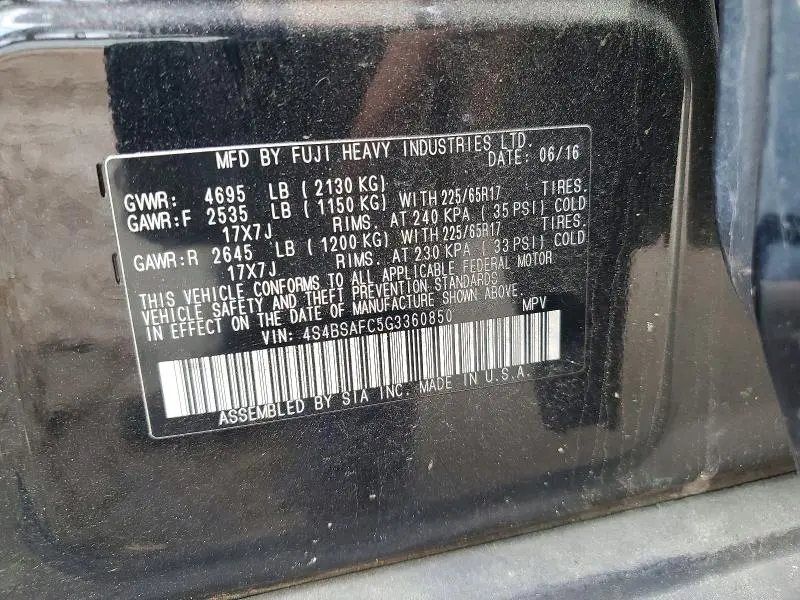 MFD BY FUJI HEAVY INDUSTRIES LTD.
DATE: 06/16
GVWR: 4695 LB ( 2130 KG)
GAWR:F 2535 LB ( 1150 KG) WITH 225/65R17 TIRES.
17X7J RIMS. AT 240 KPA ( 35 PSI) COLD
GAWR:R 2645 LB ( 1200 KG) WITH 225/65R17 TIRES.
17X7J RIMS. AT 230 KPA ( 33 PSI) COLD
THIS VEHICLE CONFORMS TO ALL APPLICABLE FEDERAL MOTOR
VEHICLE SAFETY AND THEFT PREVENTION STANDARDS
IN EFFECT ON THE DATE OF MANUFACTURE SHOWN ABOVE.
VIN: 4S4BSAFC5G3360850 MPV
ASSEMBLED BY SIA INC. MADE IN U.S.A.